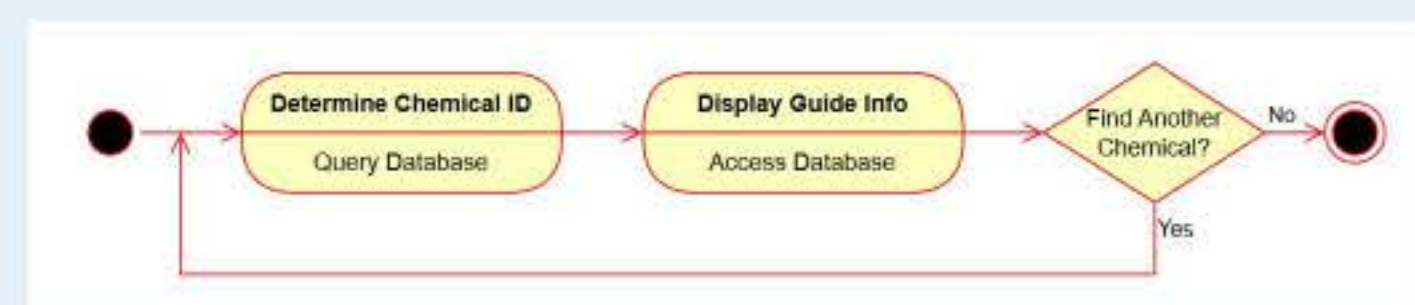 Determine Chemical ID
Query Database
Display Guide Info
Access Database
Find Another
Chemical?
No
Yes